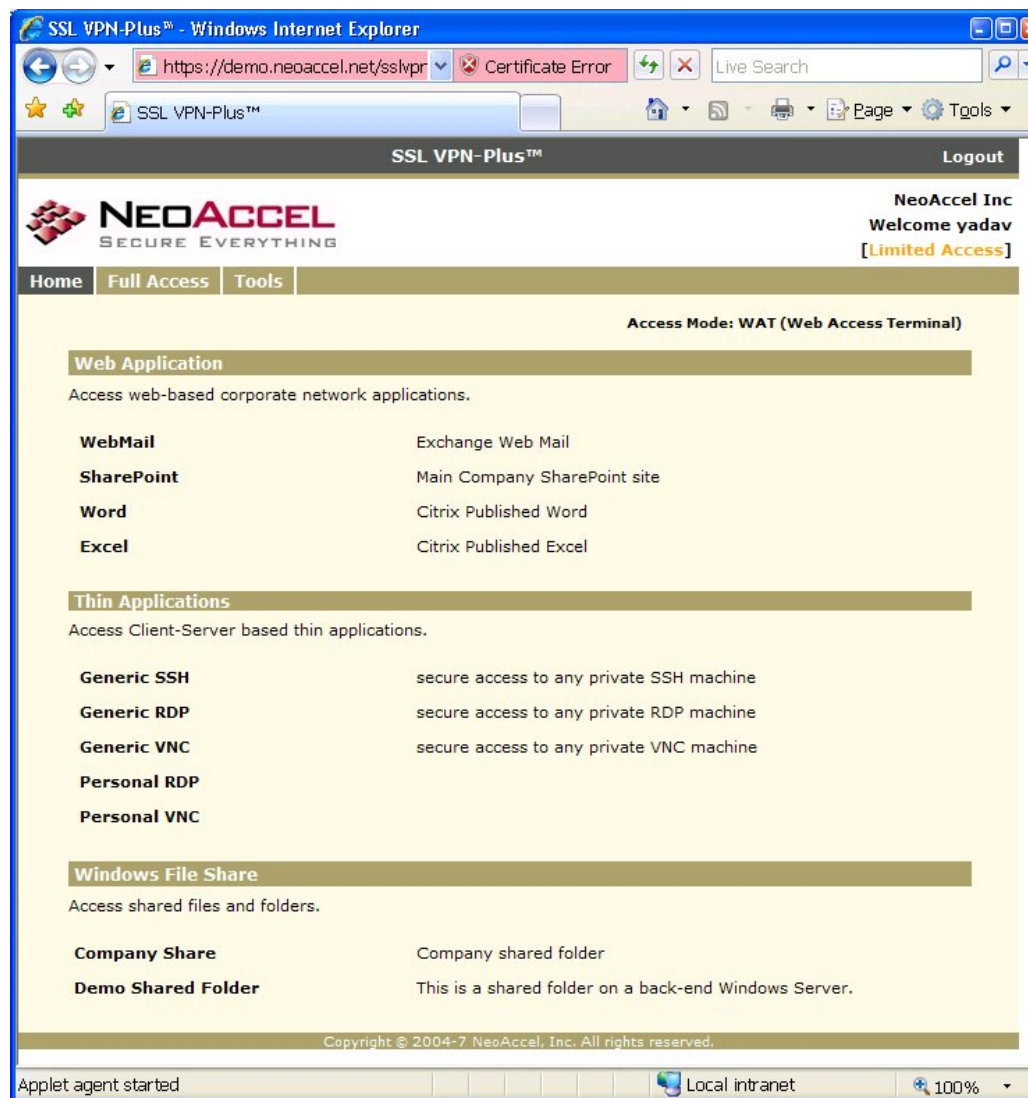 SSL VPN-Plus™ - Windows Internet Explorer
https://demo.neoaccel.net/sslvpr Certificate Error Live Search
SSL VPN-Plus™ Page Tools
SSL VPN-Plus™ Logout
NEOACCEL
SECURE EVERYTHING
NeoAccel Inc
Welcome yadav
[Limited Access]
Home Full Access Tools
Access Mode: WAT (Web Access Terminal)
Web Application
Access web-based corporate network applications.
WebMail Exchange Web Mail
SharePoint Main Company SharePoint site
Word Citrix Published Word
Excel Citrix Published Excel
Thin Applications
Access Client-Server based thin applications.
Generic SSH secure access to any private SSH machine
Generic RDP secure access to any private RDP machine
Generic VNC secure access to any private VNC machine
Personal RDP
Personal VNC
Windows File Share
Access shared files and folders.
Company Share Company shared folder
Demo Shared Folder This is a shared folder on a back-end Windows Server.
Copyright © 2004-7 NeoAccel, Inc. All rights reserved.
Applet agent started Local intranet 100%